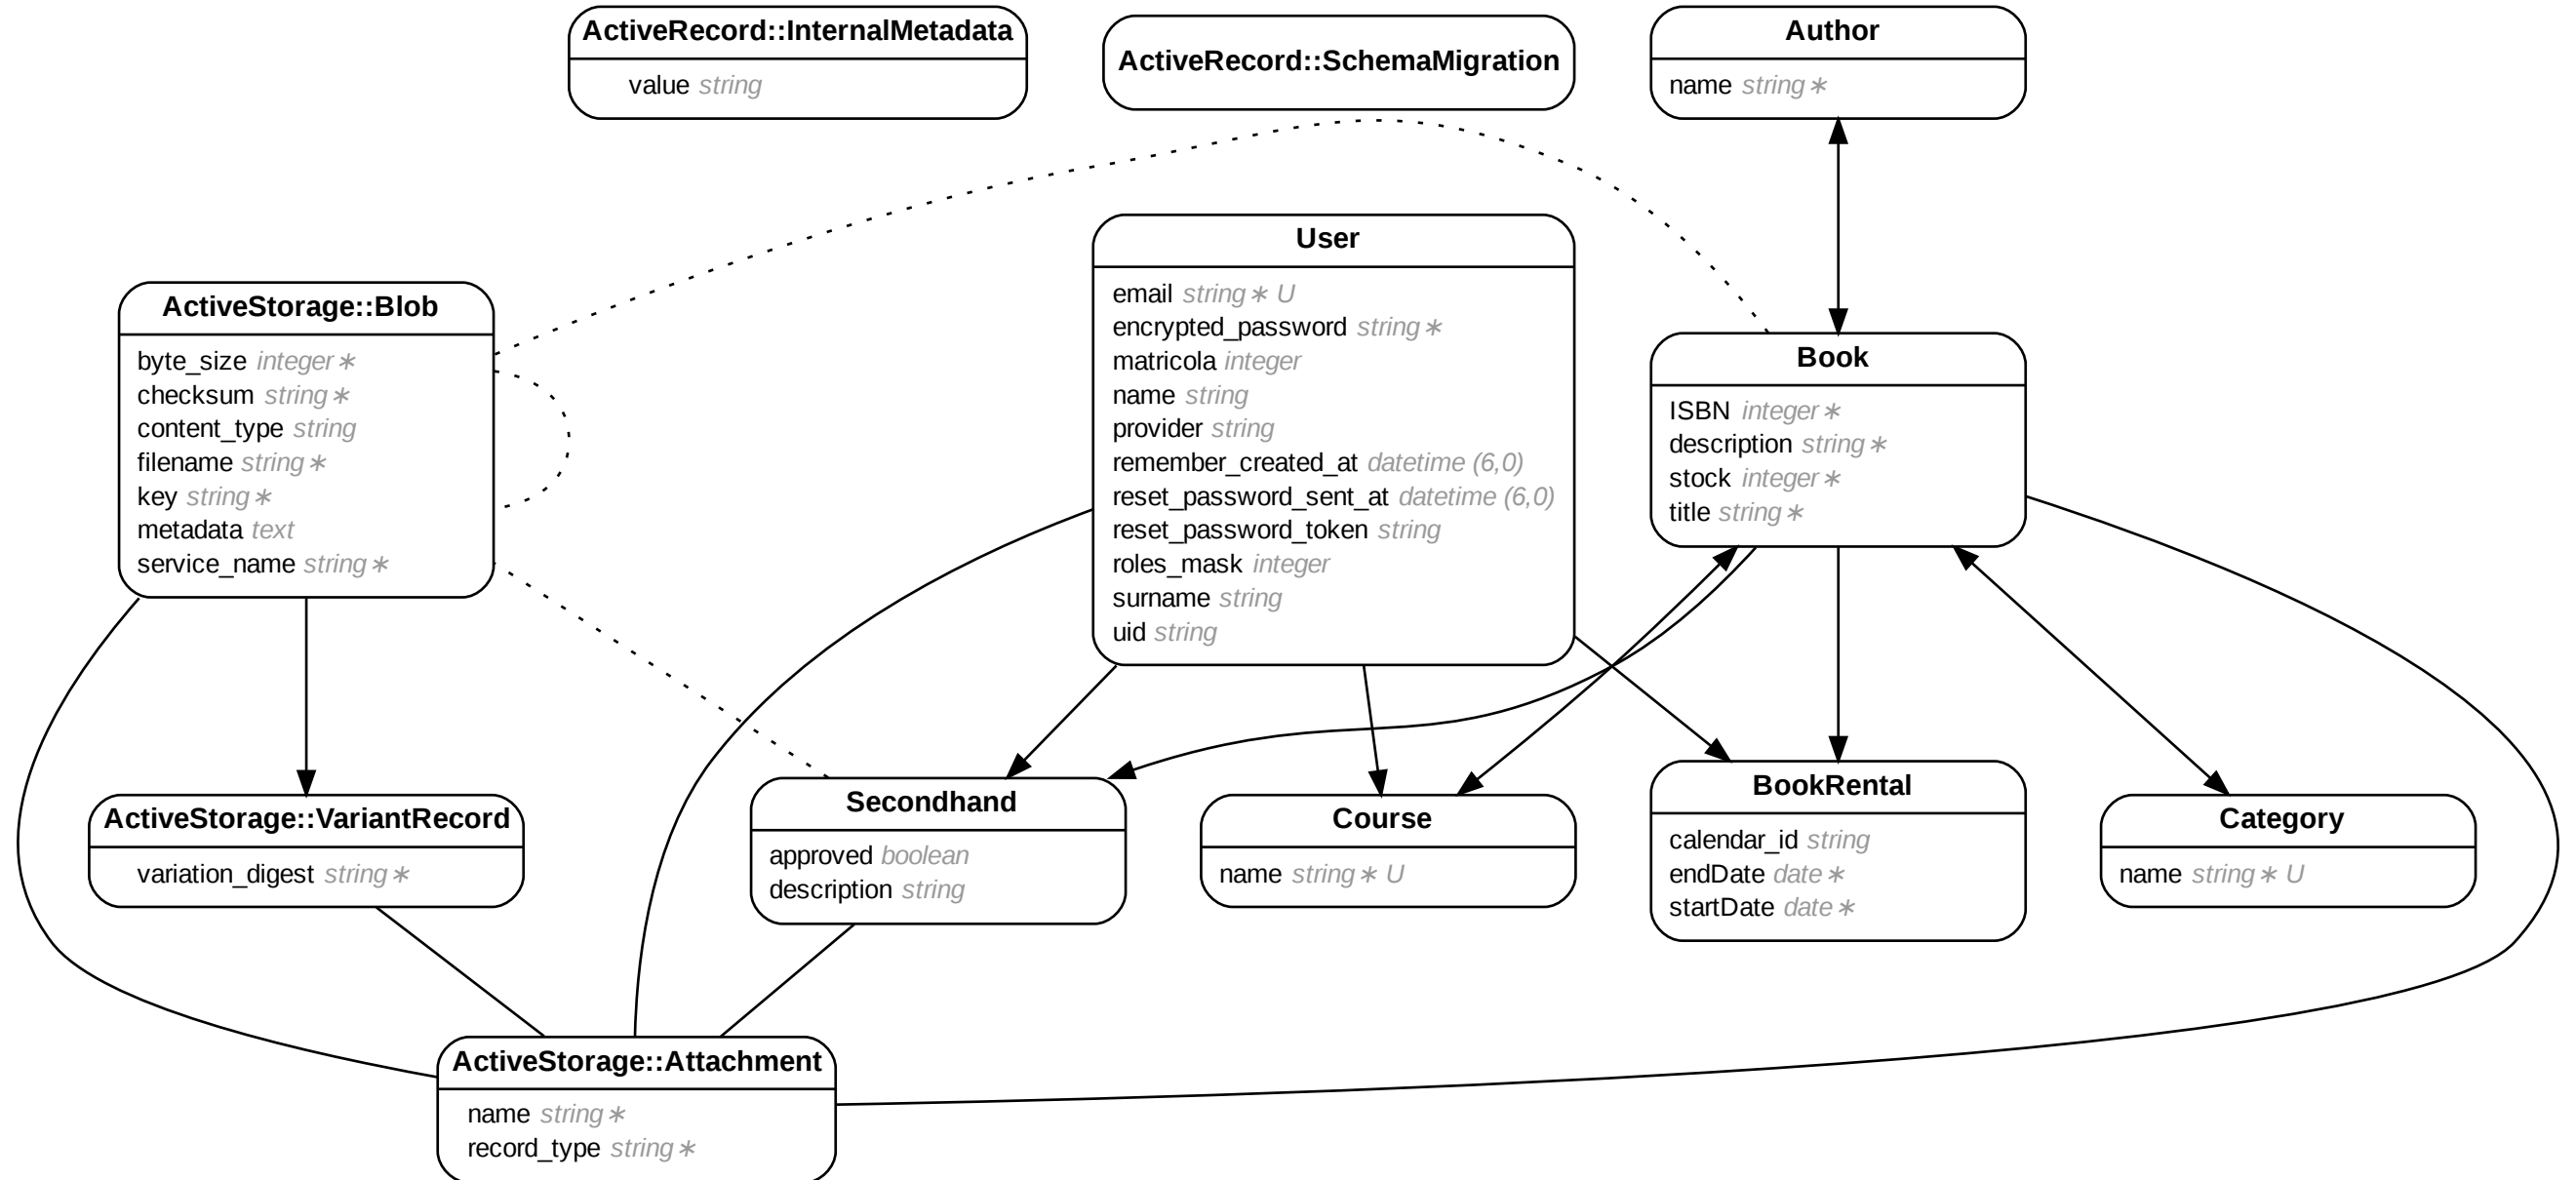 ActiveRecord::InternalMetadata
value string
ActiveRecord::SchemaMigration
Author
name string∗
User
email string∗ U
encrypted_password string∗
matricola integer
name string
provider string
remember_created_at datetime (6,0)
reset_password_sent_at datetime (6,0)
reset_password_token string
roles_mask integer
surname string
uid string
ActiveStorage::Blob
byte_size integer∗
checksum string∗
content_type string
filename string∗
key string∗
metadata text
service_name string∗
Book
ISBN integer∗
description string∗
stock integer∗
title string∗
ActiveStorage::VariantRecord
variation_digest string∗
Secondhand
approved boolean
description string
Course
name string∗ U
BookRental
calendar_id string
endDate date∗
startDate date∗
Category
name string∗ U
ActiveStorage::Attachment
name string∗
record_type string∗